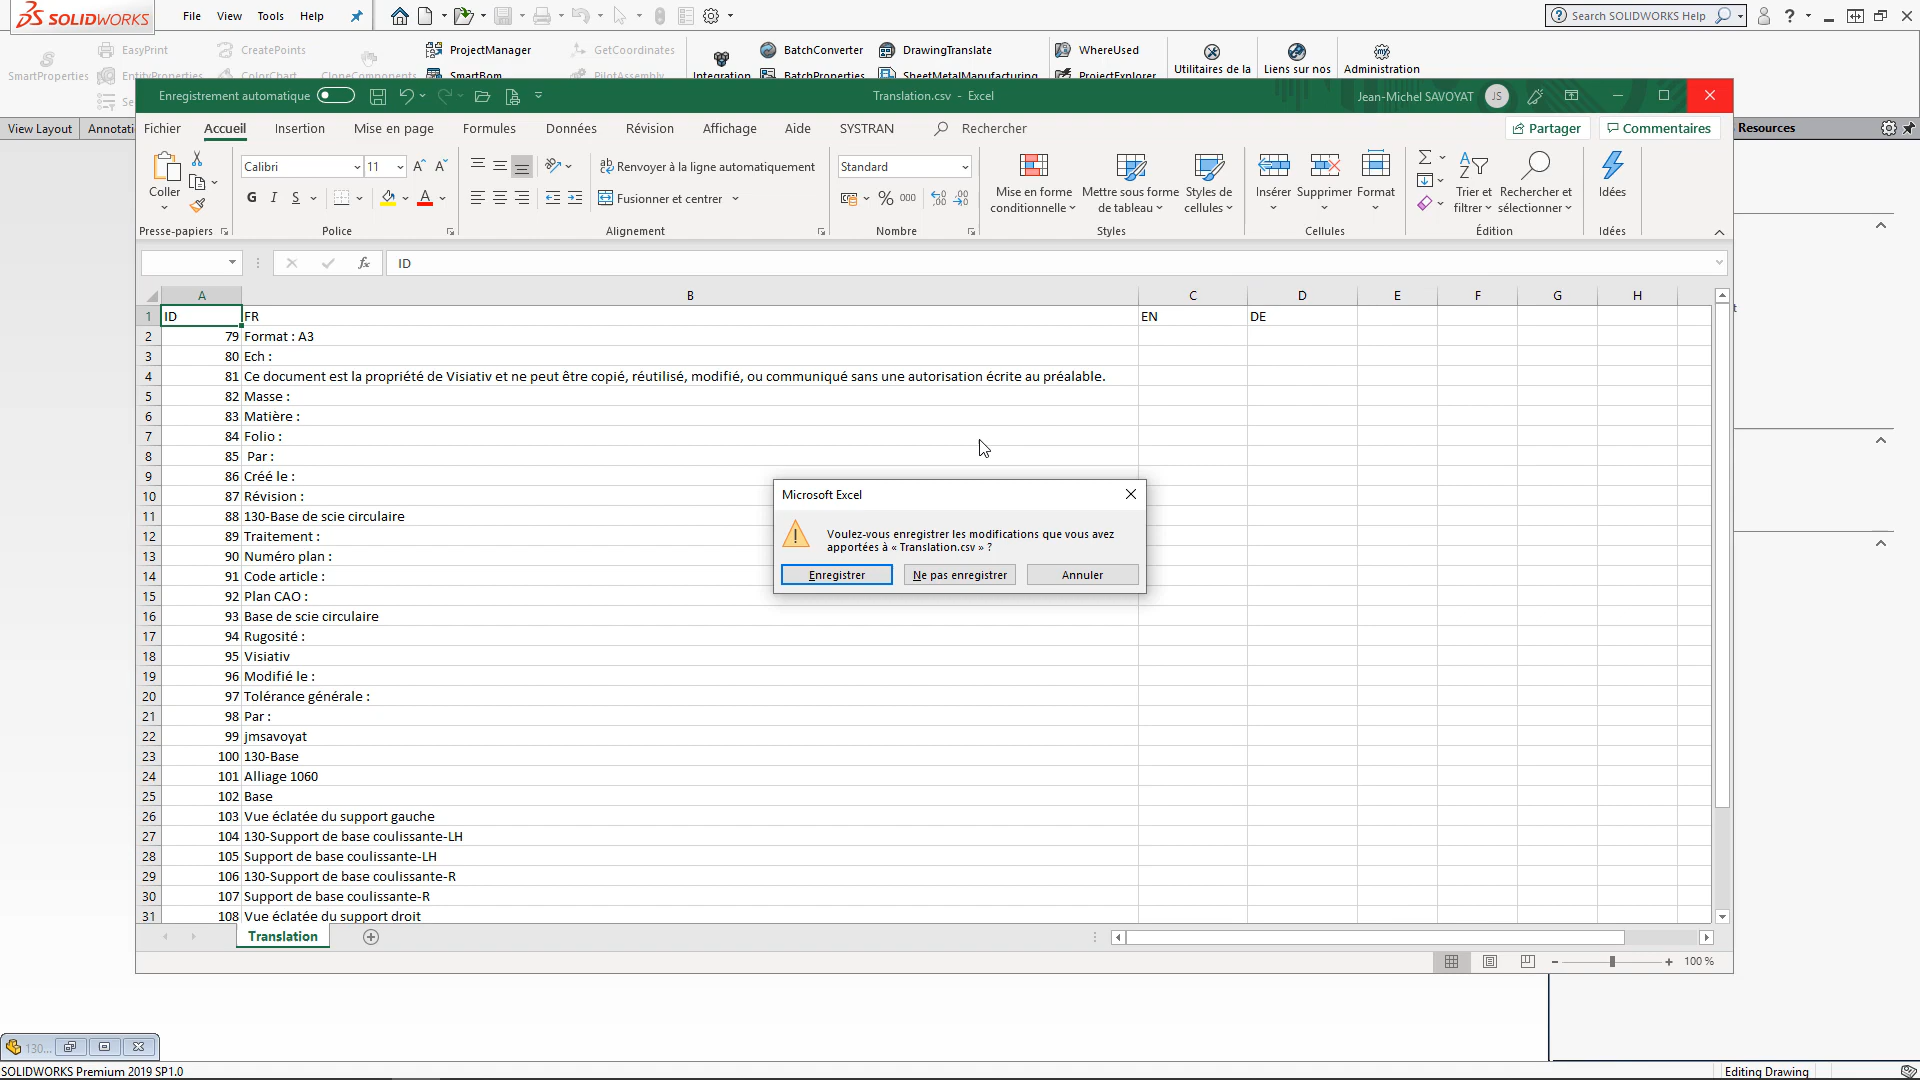 SOLIDWORKS
File View Tools Help
Search SOLIDWORKS Help
EasyPrint CreatePoints ProjectManager GetCoordinates BatchConverter DrawingTranslate WhereUsed
SmartProperties EntityProperties ColorChart CloneComponents SmartBom PilotAssembly Integration BatchProperties SheetMetalManufacturing ProjectExplorer Utilitaires de la Liens sur nos Administration
View Layout
Resources
Enregistrement automatique
Translation.csv - Excel
Jean-Michel SAVOYAT JS
Fichier Accueil Insertion Mise en page Formules Données Révision Affichage Aide SYSTRAN Rechercher
Partager Commentaires
Coller
Calibri 11
Renvoyer à la ligne automatiquement
Standard
G I S
Fusionner et centrer
% 000
Mise en forme conditionnelle
Mettre sous forme de tableau
Styles de cellules
Insérer Supprimer Format
Trier et filtrer
Rechercher et sélectionner
Idées
Presse-papiers Police Alignement Nombre Styles Cellules Édition Idées
fx ID
A B C D E F G H
1 ID FR EN DE
2 79 Format : A3
3 80 Ech :
4 81 Ce document est la propriété de Visiativ et ne peut être copié, réutilisé, modifié, ou communiqué sans une autorisation écrite au préalable.
5 82 Masse :
6 83 Matière :
7 84 Folio :
8 85 Par :
9 86 Créé le :
10 87 Révision :
11 88 130-Base de scie circulaire
12 89 Traitement :
13 90 Numéro plan :
14 91 Code article :
15 92 Plan CAO :
16 93 Base de scie circulaire
17 94 Rugosité :
18 95 Visiativ
19 96 Modifié le :
20 97 Tolérance générale :
21 98 Par :
22 99 jmsavoyat
23 100 130-Base
24 101 Alliage 1060
25 102 Base
26 103 Vue éclatée du support gauche
27 104 130-Support de base coulissante-LH
28 105 Support de base coulissante-LH
29 106 130-Support de base coulissante-R
30 107 Support de base coulissante-R
31 108 Vue éclatée du support droit
Microsoft Excel
Voulez-vous enregistrer les modifications que vous avez
apportées à « Translation.csv » ?
Enregistrer Ne pas enregistrer Annuler
Translation
100 %
130...
SOLIDWORKS Premium 2019 SP1.0
Editing Drawing